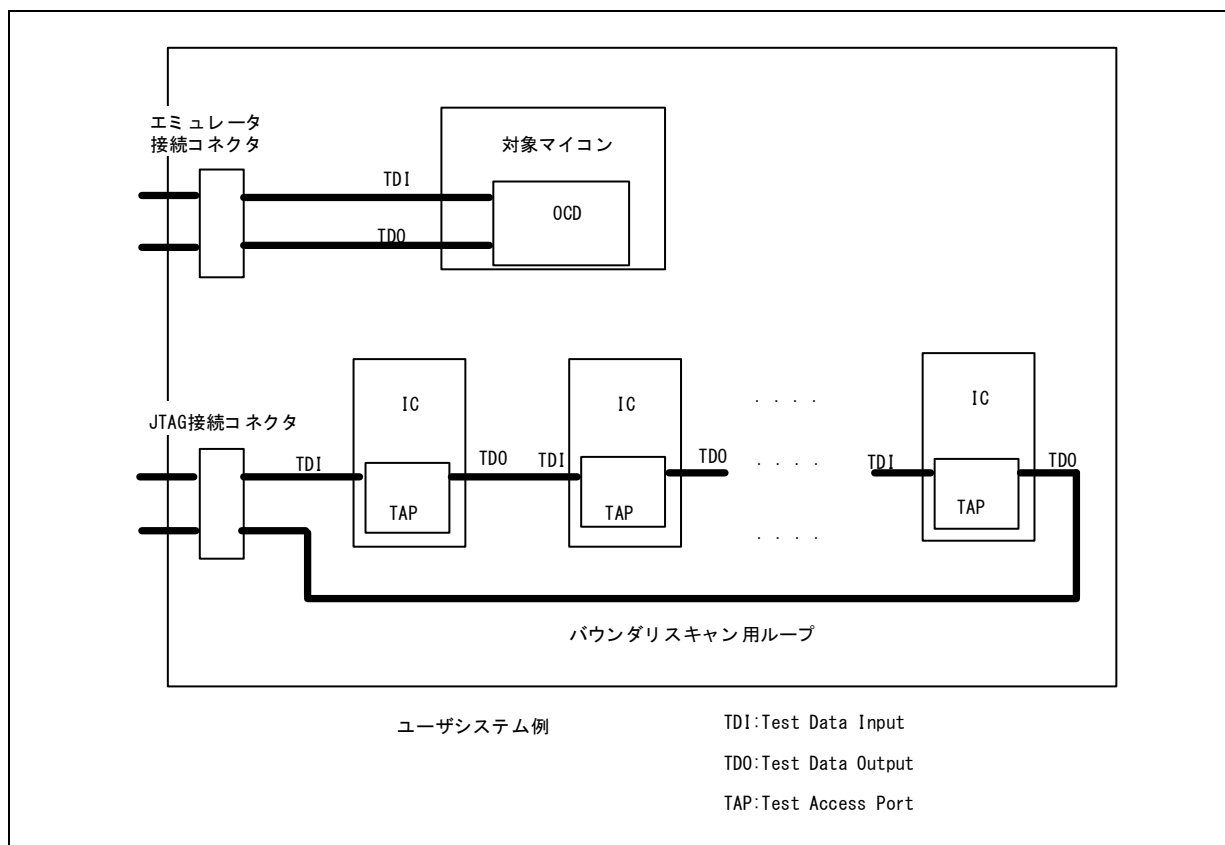 エミュレータ
接続コネクタ
対象マイコン
TDI
OCD
TDO
JTAG接続コネクタ
IC
IC
. . . .
IC
TDI
TDO
TDI
TDO
. . . .
TDI
TDO
TAP
TAP
TAP
. . . .
バウンダリスキャン用ループ
ユーザシステム例
TDI:Test Data Input
TDO:Test Data Output
TAP:Test Access Port